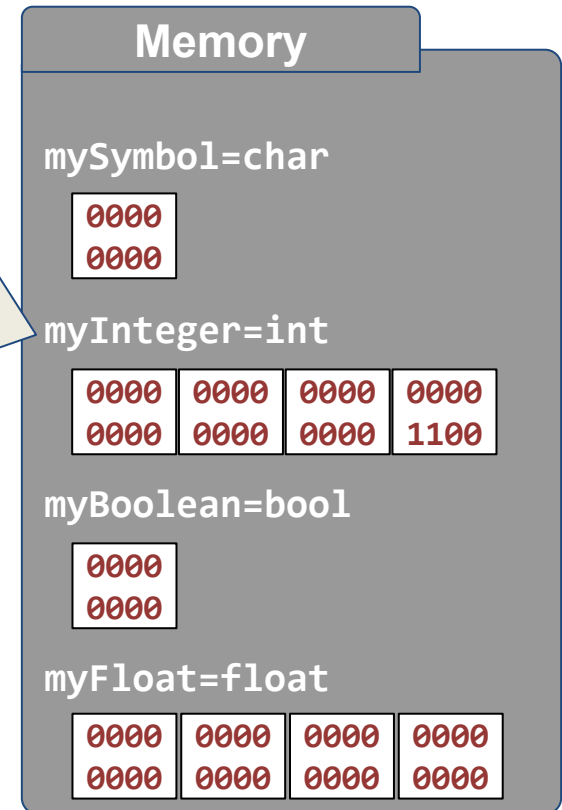 Memory
mySymbol=char
0000
0000
myInteger=int
0000 0000 0000 0000
0000 0000 0000 1100
myBoolean=bool
0000
0000
myFloat=float
0000 0000 0000 0000
0000 0000 0000 0000